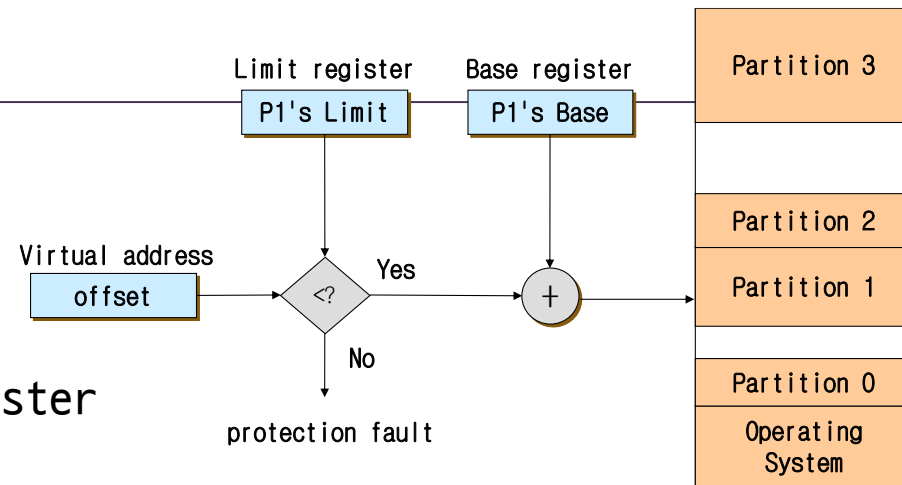 Partition 3
Limit register
Base register
P1's Limit
P1's Base
Partition 2
Virtual address
Yes
offset
<?
+
Partition 1
No
Partition 0
ster
protection fault
Operating
System